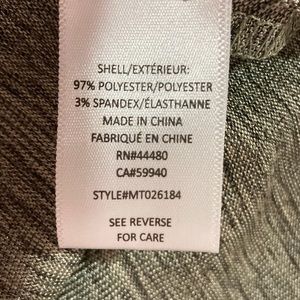 SHELL/EXTÉRIEUR:
97% POLYESTER/POLYESTER
3% SPANDEX/ÉLASTHANNE
MADE IN CHINA
FABRIQUÉ EN CHINE
RN#44480
CA#59940
STYLE#MT026184
SEE REVERSE
FOR CARE